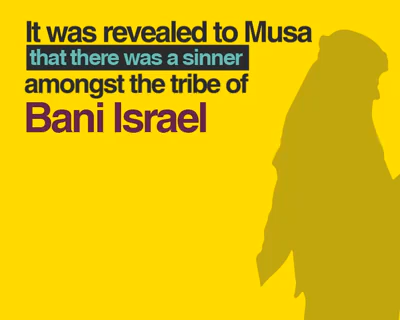 It was revealed to Musa
that there was a sinner
amongst the tribe of
Bani Israel